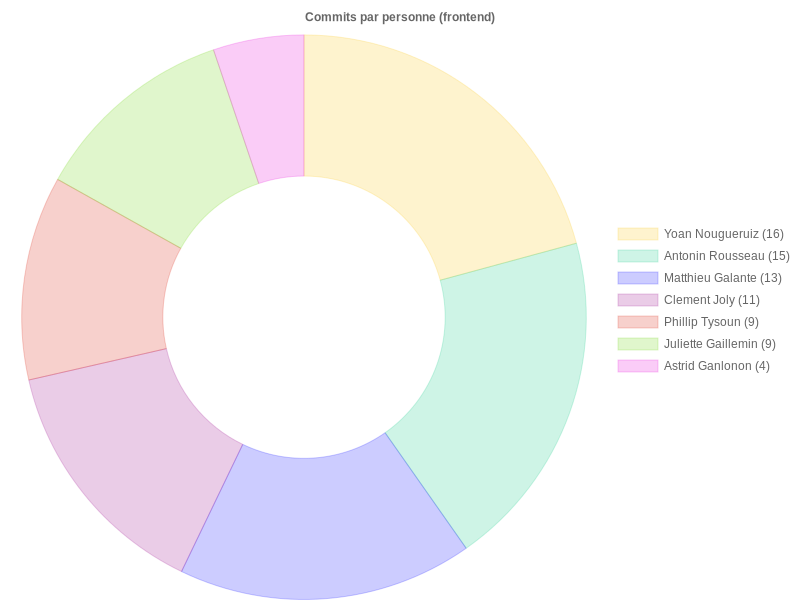 Commits par personne (frontend)
Yoan Nougueruiz (16)
Antonin Rousseau (15)
Matthieu Galante (13)
Clement Joly (11)
Phillip Tysoun (9)
Juliette Gaillemin (9)
Astrid Ganlonon (4)